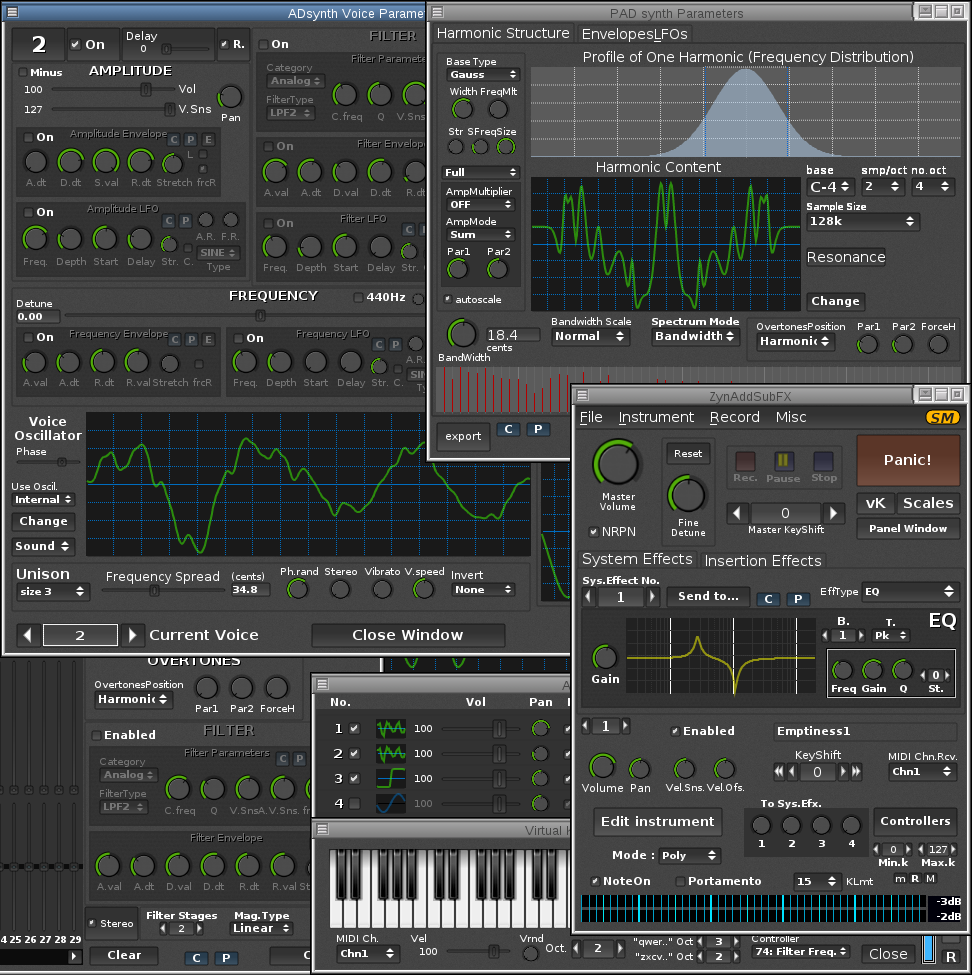 ADsynth Voice Parame
2 On Delay 0 R.
Minus AMPLITUDE
100 Vol
127 V.Sns
Pan
On Amplitude Envelope C P E
L
A.dt D.dt S.val R.dt Stretch frcR
On Amplitude LFO C P
A.R. F.R.
SINE
Freq. Depth Start Delay Str. C. Type
On FILTER
Filter Paramete
Category
Analog
FilterType
LPF2
C.freq Q V.Sns
On Filter Envelope
A.val A.dt D.val D.dt R.dt
On Filter LFO C
Freq. Depth Start Delay Str.
FREQUENCY
Detune
0.00
440Hz
On Frequency Envelope C P E
A.val A.dt R.dt R.val Stretch frcR
On Frequency LFO C P
A.R.
SIN
Freq. Depth Start Delay Str. C.
Voice
Oscillator
Phase
Use Oscil.
Internal
Change
Sound
Unison
size 3
Frequency Spread (cents)
34.8
Ph.rand Stereo Vibrato V.speed
Invert
None
2 Current Voice Close Window
PAD synth Parameters
Harmonic Structure EnvelopesLFOs
Base Type
Gauss
Width FreqMlt
Str SFreqSize
Full
AmpMultiplier
OFF
AmpMode
Sum
Par1 Par2
autoscale
Profile of One Harmonic (Frequency Distribution)
Harmonic Content
base smp/oct no.oct
C-4 2 4
Sample Size
128k
Resonance
Change
BandWidth
18.4
cents
Bandwidth Scale
Normal
Spectrum Mode
Bandwidth
OvertonesPosition
Harmonic
Par1 Par2 ForceH
export C P
ZynAddSubFX
File Instrument Record Misc SM
Master
Volume
NRPN
Reset
Fine
Detune
Rec. Pause Stop
0
Master KeyShift
Panic!
vK Scales
Panel Window
System Effects Insertion Effects
Sys.Effect No.
1 Send to... C P EffType EQ
Gain
B. T. EQ
1 Pk
0
Freq Gain Q St.
1 Enabled Emptiness1
Volume Pan Vel.Sns. Vel.Ofs.
KeyShift
0
MIDI Chn.Rcv.
Chn1
Edit instrument
To Sys.Efx.
1 2 3 4
Controllers
0 127
Min.k Max.k
Mode : Poly
m R M
NoteOn Portamento 15 KLmt
-3dB
-2dB
OVERTONES
OvertonesPosition
Harmonic
Par1 Par2 ForceH
Enabled FILTER
Filter Parameters C P
Category
Analog
FilterType
LPF2
C.freq Q V.SnsA. V.Sns. fr
Filter Envelope
A.val A.dt D.val D.dt R.dt R.val St
4 25 26 27 28 29
Stereo
Filter Stages
2
Mag.Type
Linear
Clear C P C
No. Vol Pan
1 100
2 100
3 100
4 100
Virtual
MIDI Ch.
Chn1
Vel
100
Vrnd
Oct. 2
"qwer.." Oct 3
"zxcv.." Oct 2
Controller
74: Filter Freq.
Close
R